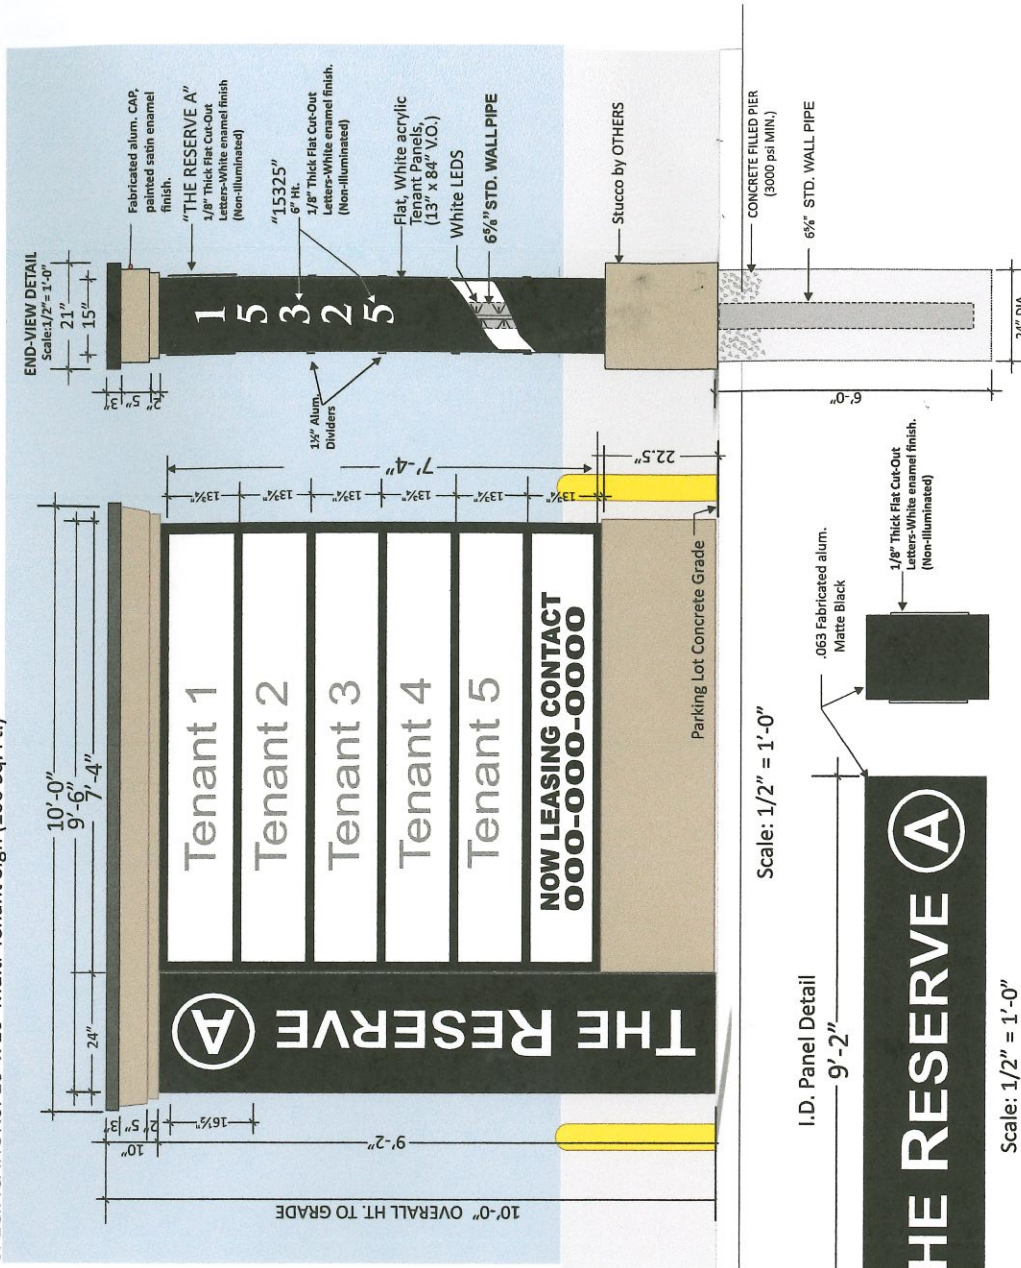 END-VIEW DETAIL
Scale:1/2"= 1'-0"
21"
15"
3"
5"
2"
Fabricated alum. CAP,
painted satin enamel
finish.
"THE RESERVE A"
1/8" Thick Flat Cut-Out
Letters-White enamel finish
(Non-Illuminated)
"15325"
6" Ht.
1/8" Thick Flat Cut-Out
Letters-White enamel finish.
(Non-Illuminated)
Flat, White acrylic
Tenant Panels,
(13" x 84" V.O.)
White LEDS
6⅝" STD. WALL PIPE
Stucco by OTHERS
CONCRETE FILLED PIER
(3000 psi MIN.)
6⅝" STD. WALL PIPE
1
5
3
2
5
1½" Alum.
Dividers
6'-0"
24" DIA.
10'-0"
9'-6"
7'-4"
24"
3"
5"
2"
10"
16½"
9'-2"
10'-0" OVERALL HT. TO GRADE
THE RESERVE A
Tenant 1
Tenant 2
Tenant 3
Tenant 4
Tenant 5
NOW LEASING CONTACT
000-000-0000
13¾"
13¾"
13¾"
13¾"
13¾"
13¾"
7'-4"
22.5"
Parking Lot Concrete Grade
Scale: 1/2" = 1'-0"
I.D. Panel Detail
9'-2"
HE RESERVE A
.063 Fabricated alum.
Matte Black
1/8" Thick Flat Cut-Out
Letters-White enamel finish.
(Non-Illuminated)
Scale: 1/2" = 1'-0"